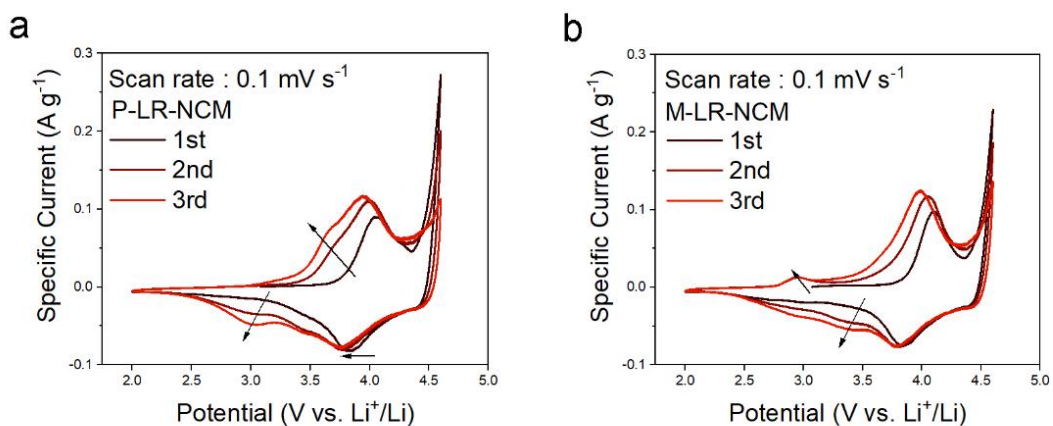 a
Scan rate : 0.1 mV s⁻¹
P-LR-NCM
1st
2nd
3rd
0.3
0.2
0.1
0.0
-0.1
Specific Current (A g⁻¹)
2.0 2.5 3.0 3.5 4.0 4.5 5.0
Potential (V vs. Li⁺/Li)
b
Scan rate : 0.1 mV s⁻¹
M-LR-NCM
1st
2nd
3rd
0.3
0.2
0.1
0.0
-0.1
Specific Current (A g⁻¹)
2.0 2.5 3.0 3.5 4.0 4.5 5.0
Potential (V vs. Li⁺/Li)